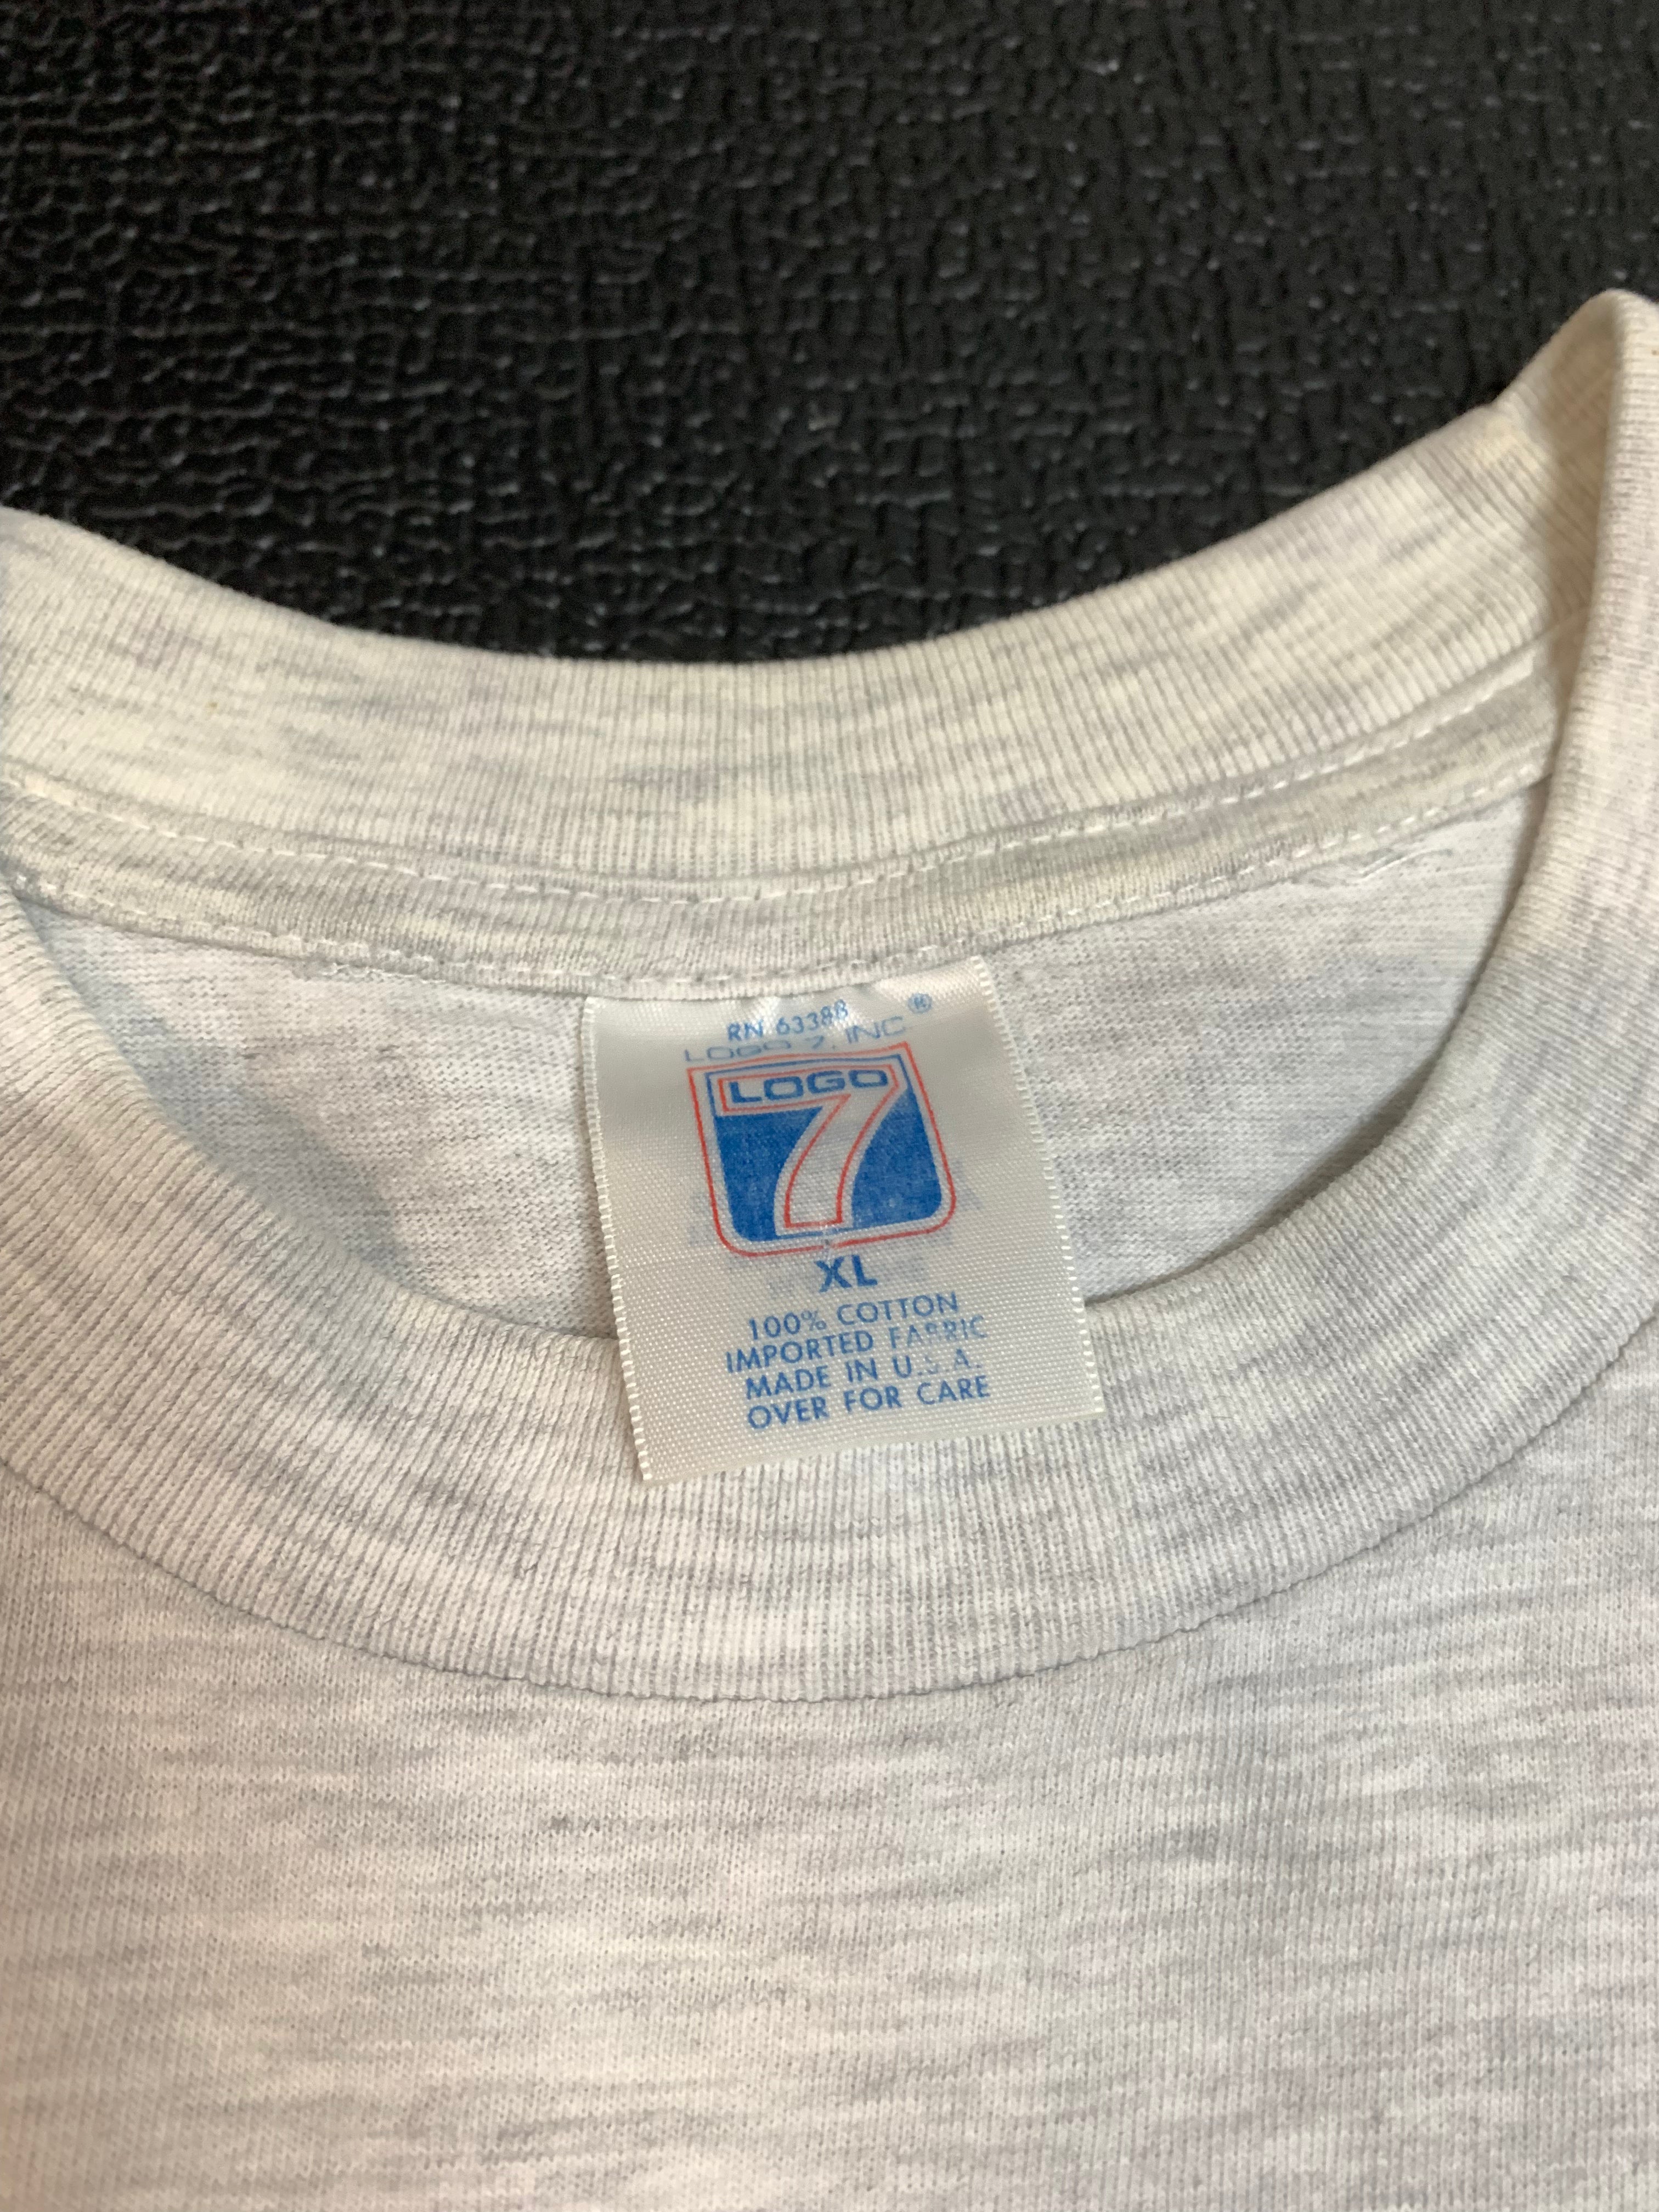 RN 63388
LOGO 7, INC®
LOGO
7
XL
100% COTTON
IMPORTED FABRIC
MADE IN U.S.A.
OVER FOR CARE